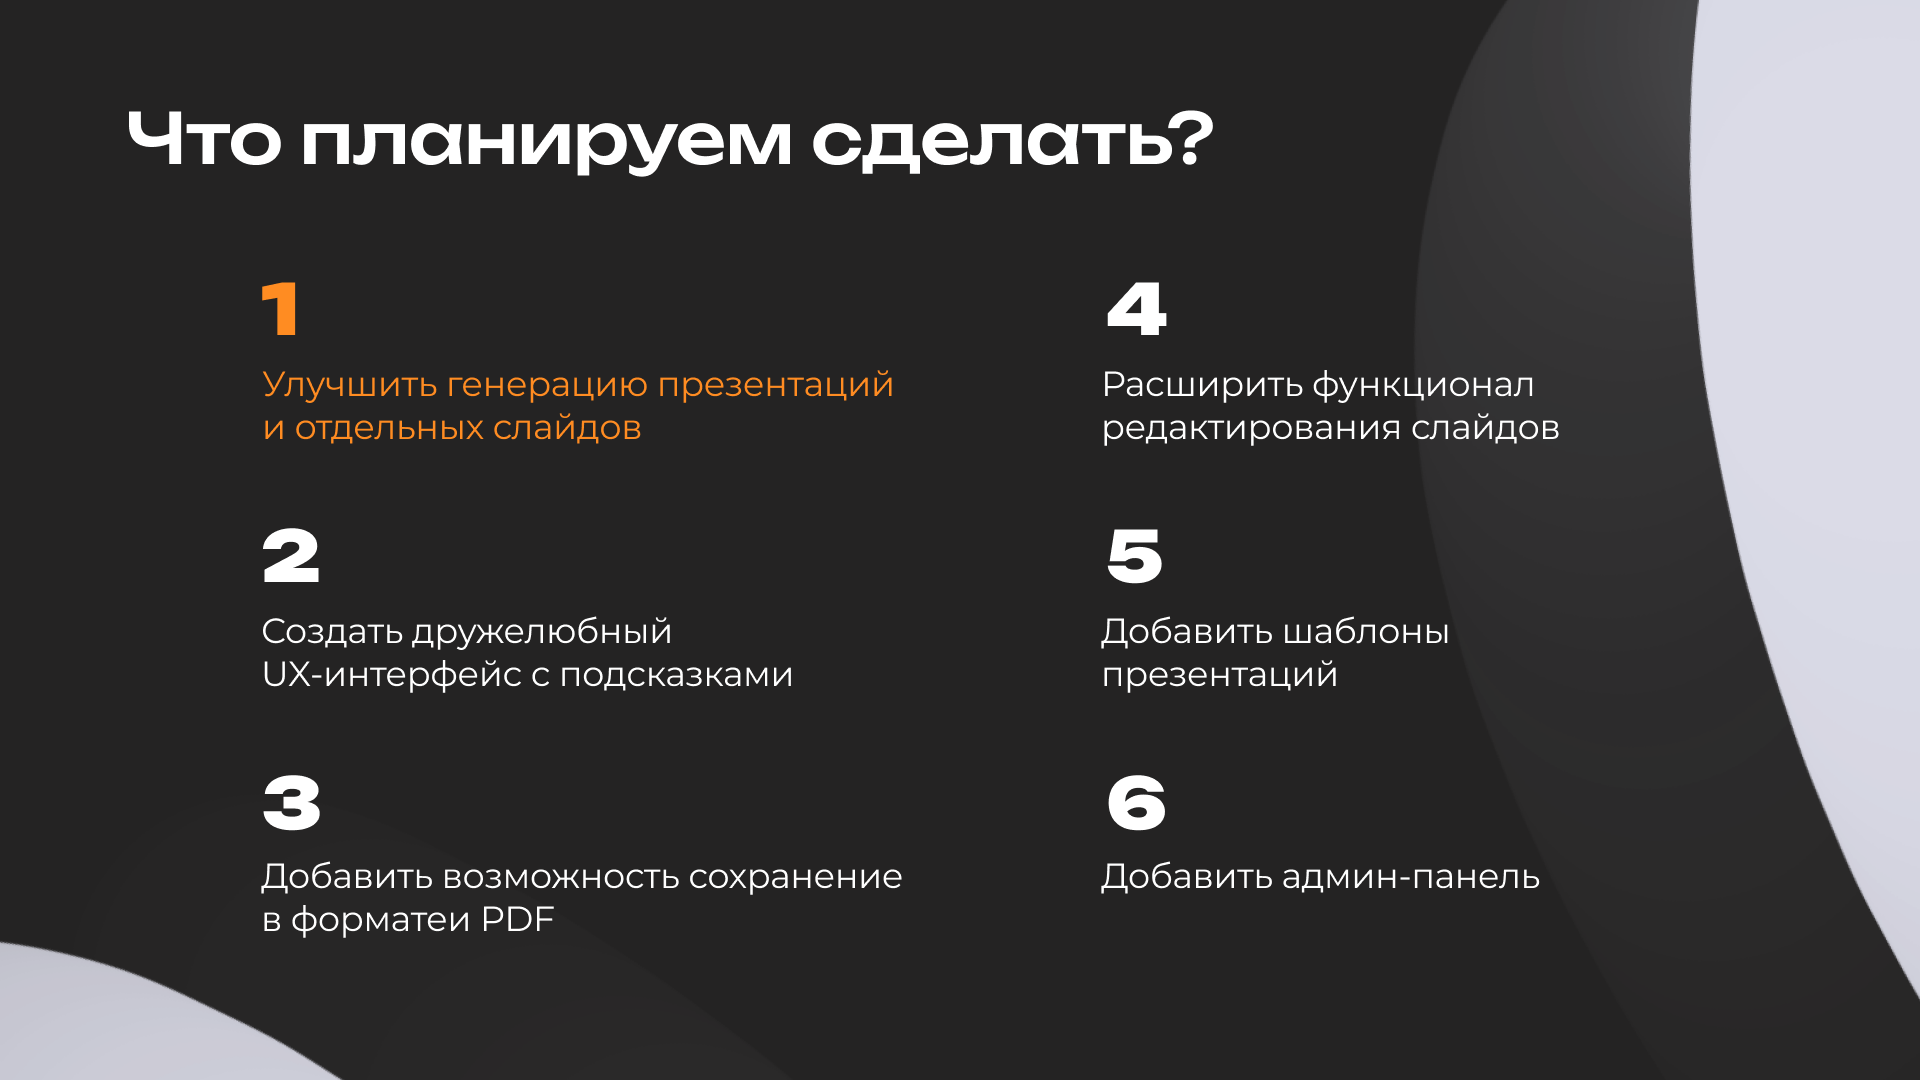 Что планируем сделать?
1
Улучшить генерацию презентаций
и отдельных слайдов
2
Создать дружелюбный
UX-интерфейс с подсказками
3
Добавить возможность сохранение
в форматеи PDF
4
Расширить функционал
редактирования слайдов
5
Добавить шаблоны
презентаций
6
Добавить админ-панель